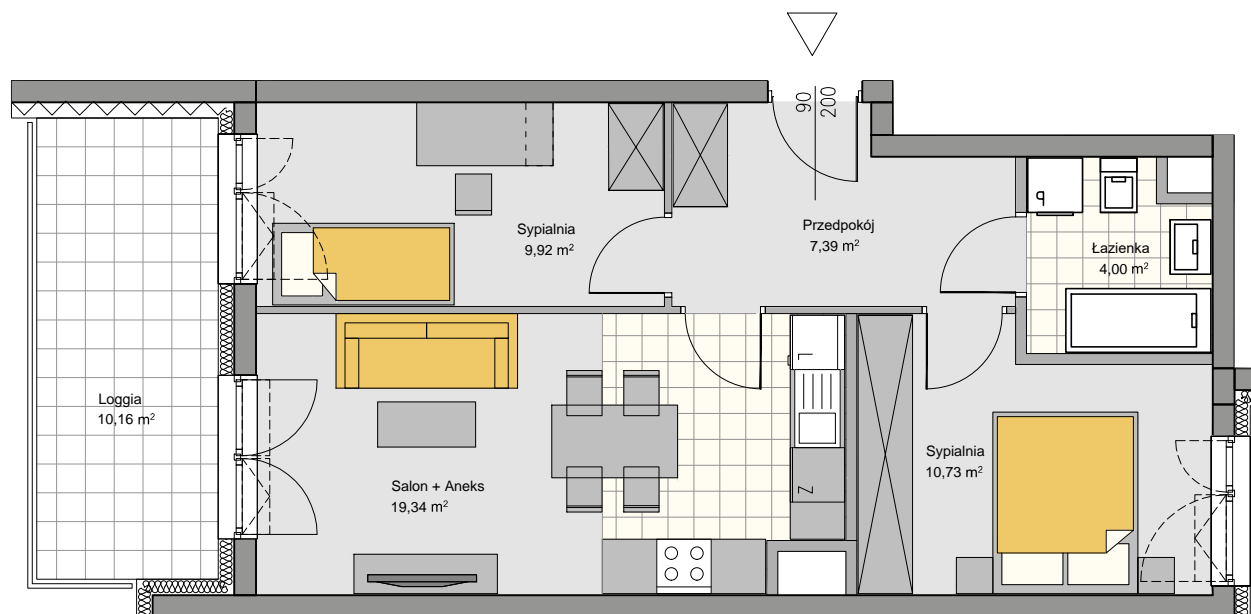 90
200
Sypialnia
9,92 m²
Przedpokój
7,39 m²
P
Łazienka
4,00 m²
Loggia
10,16 m²
L
Salon + Aneks
19,34 m²
Z
Sypialnia
10,73 m²